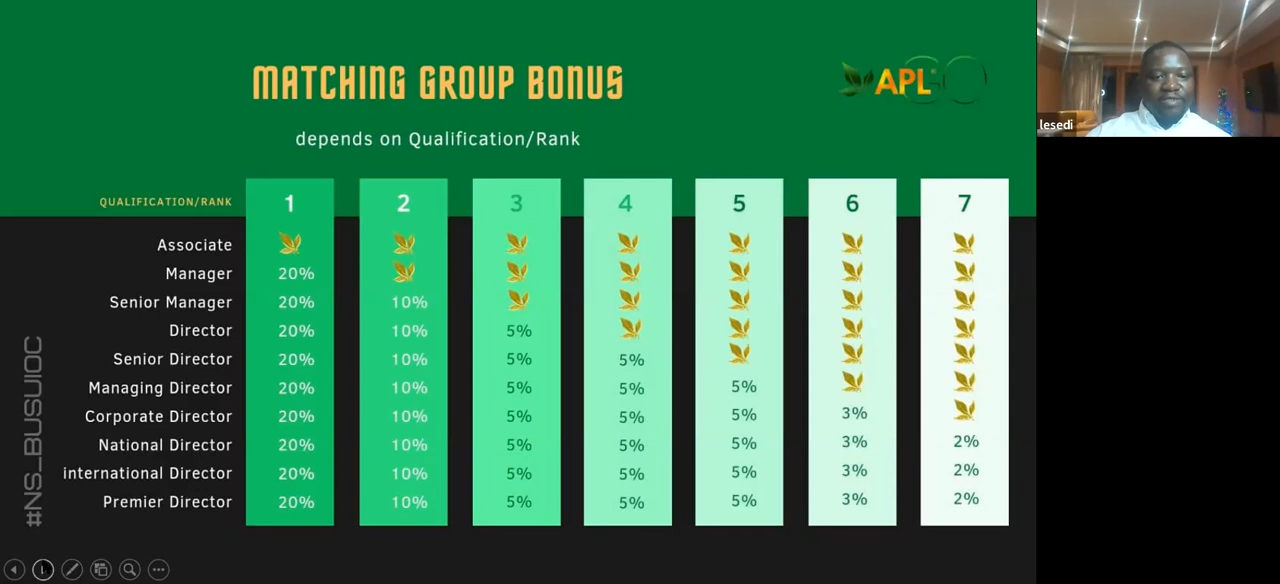 MATCHING GROUP BONUS
APL GO
depends on Qualification/Rank
lesedi
QUALIFICATION/RANK 1 2 3 4 5 6 7
Associate
Manager 20%
Senior Manager 20% 10%
Director 20% 10% 5%
Senior Director 20% 10% 5% 5%
Managing Director 20% 10% 5% 5% 5%
Corporate Director 20% 10% 5% 5% 5% 3%
National Director 20% 10% 5% 5% 5% 3% 2%
international Director 20% 10% 5% 5% 5% 3% 2%
Premier Director 20% 10% 5% 5% 5% 3% 2%
#NS_BUSUIOC